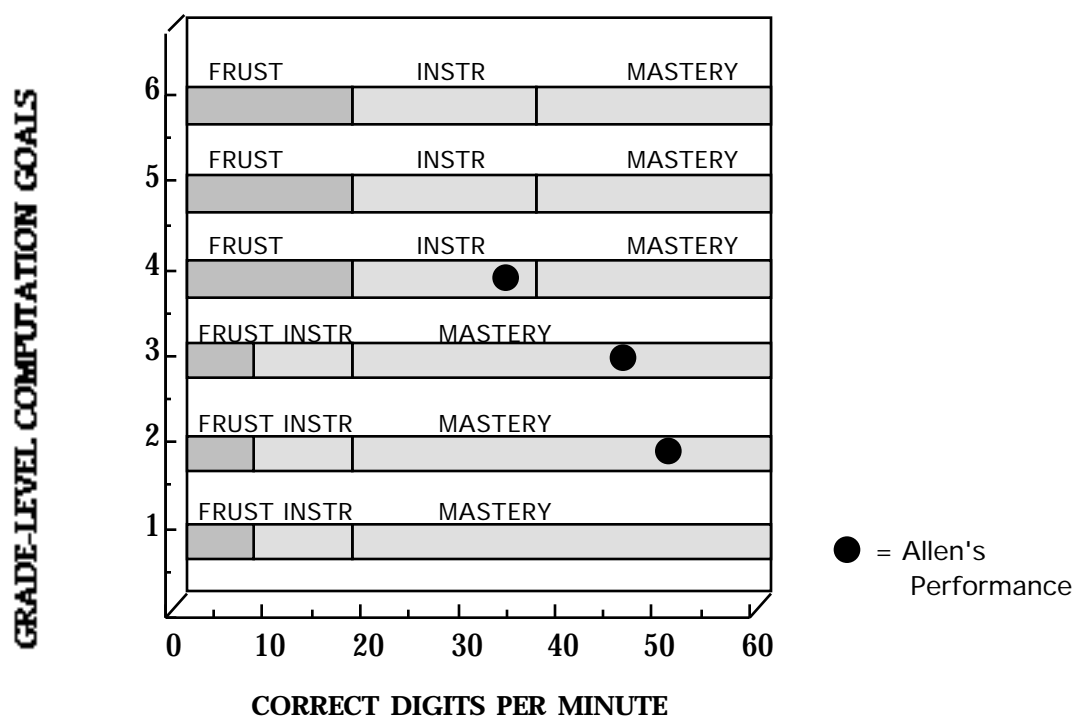 GRADE-LEVEL COMPUTATION GOALS
FRUST INSTR MASTERY
6
FRUST INSTR MASTERY
5
FRUST INSTR MASTERY
4
FRUST INSTR MASTERY
3
FRUST INSTR MASTERY
2
FRUST INSTR MASTERY
1
= Allen's
Performance
0 10 20 30 40 50 60
CORRECT DIGITS PER MINUTE